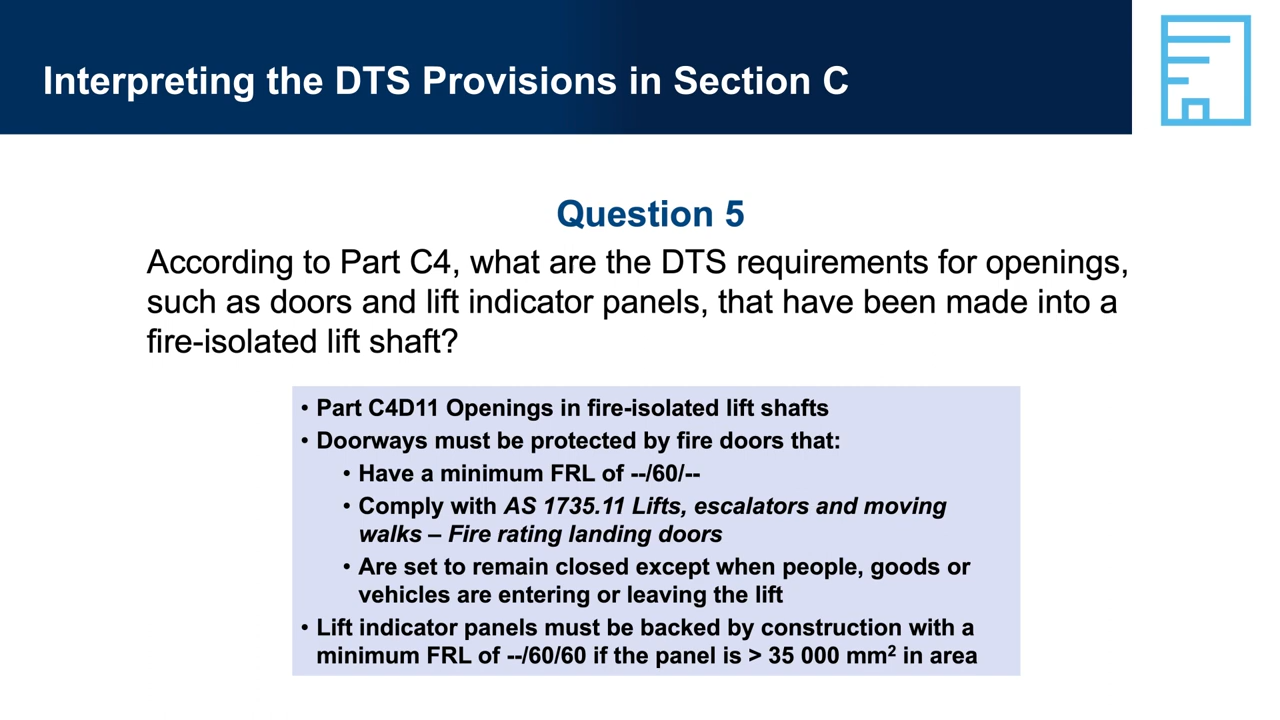 Interpreting the DTS Provisions in Section C
Question 5
According to Part C4, what are the DTS requirements for openings,
such as doors and lift indicator panels, that have been made into a
fire-isolated lift shaft?
• Part C4D11 Openings in fire-isolated lift shafts
• Doorways must be protected by fire doors that:
• Have a minimum FRL of --/60/--
• Comply with AS 1735.11 Lifts, escalators and moving
walks – Fire rating landing doors
• Are set to remain closed except when people, goods or
vehicles are entering or leaving the lift
• Lift indicator panels must be backed by construction with a
minimum FRL of --/60/60 if the panel is > 35 000 mm² in area